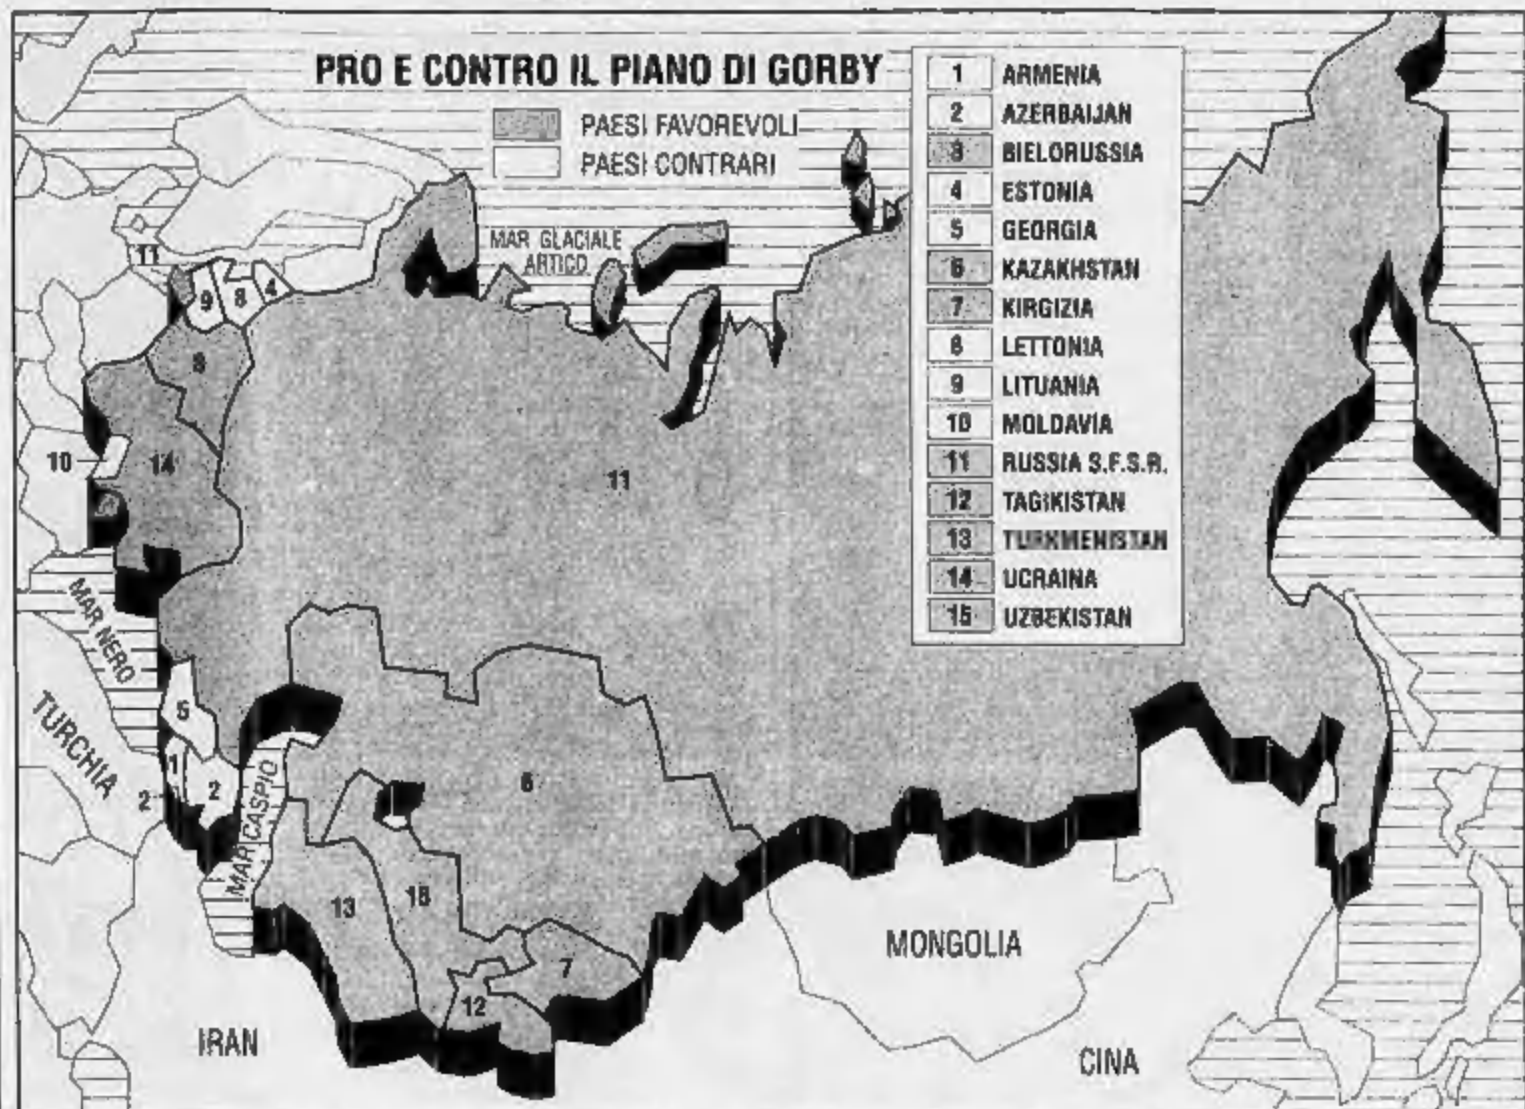 PRO E CONTRO IL PIANO DI GORBY
PAESI FAVOREVOLI
PAESI CONTRARI
1 ARMENIA
2 AZERBAIJAN
3 BIELORUSSIA
4 ESTONIA
5 GEORGIA
6 KAZAKHSTAN
7 KIRGIZIA
8 LETTONIA
9 LITUANIA
10 MOLDAVIA
11 RUSSIA S.F.S.R.
12 TAGIKISTAN
13 TURKMENISTAN
14 UCRAINA
15 UZBEKISTAN
MAR GLACIALE
ARTICO
11
9
8
4
3
10
14
11
MAR NERO
TURCHIA
5
1
2
2
MAR CASPIO
6
13
15
7
12
IRAN
MONGOLIA
CINA